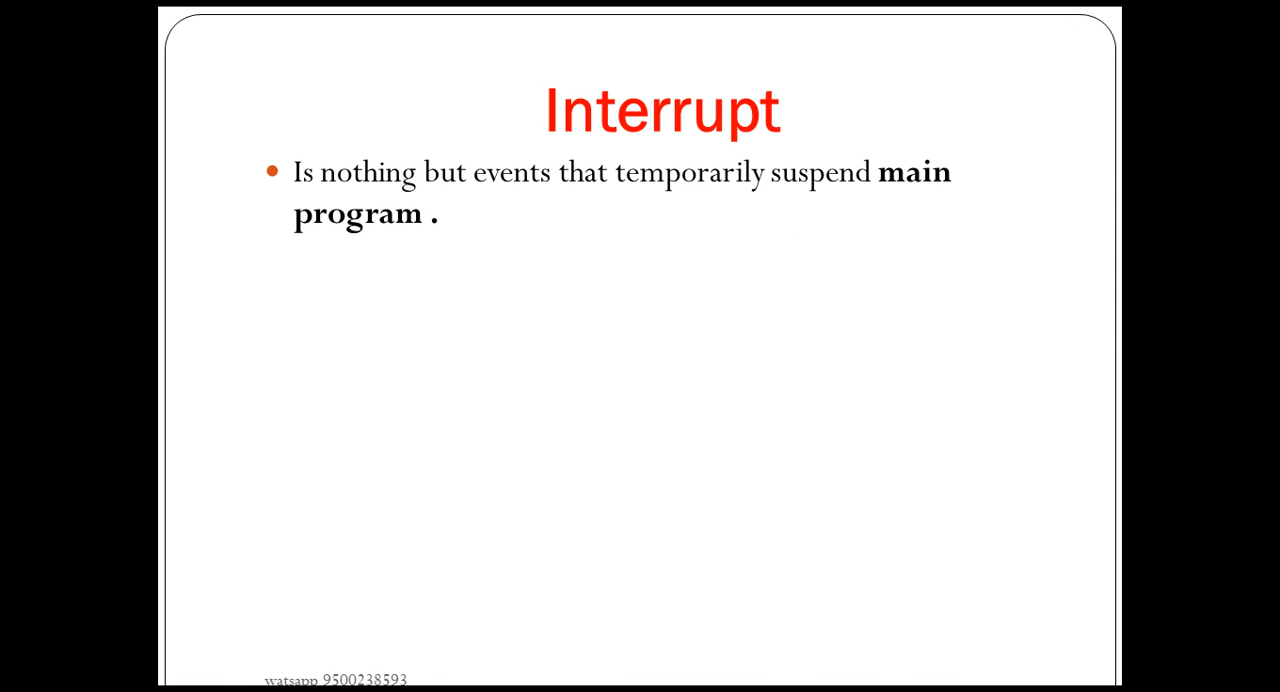 Interrupt
• Is nothing but events that temporarily suspend main
program .
watsapp 9500238593